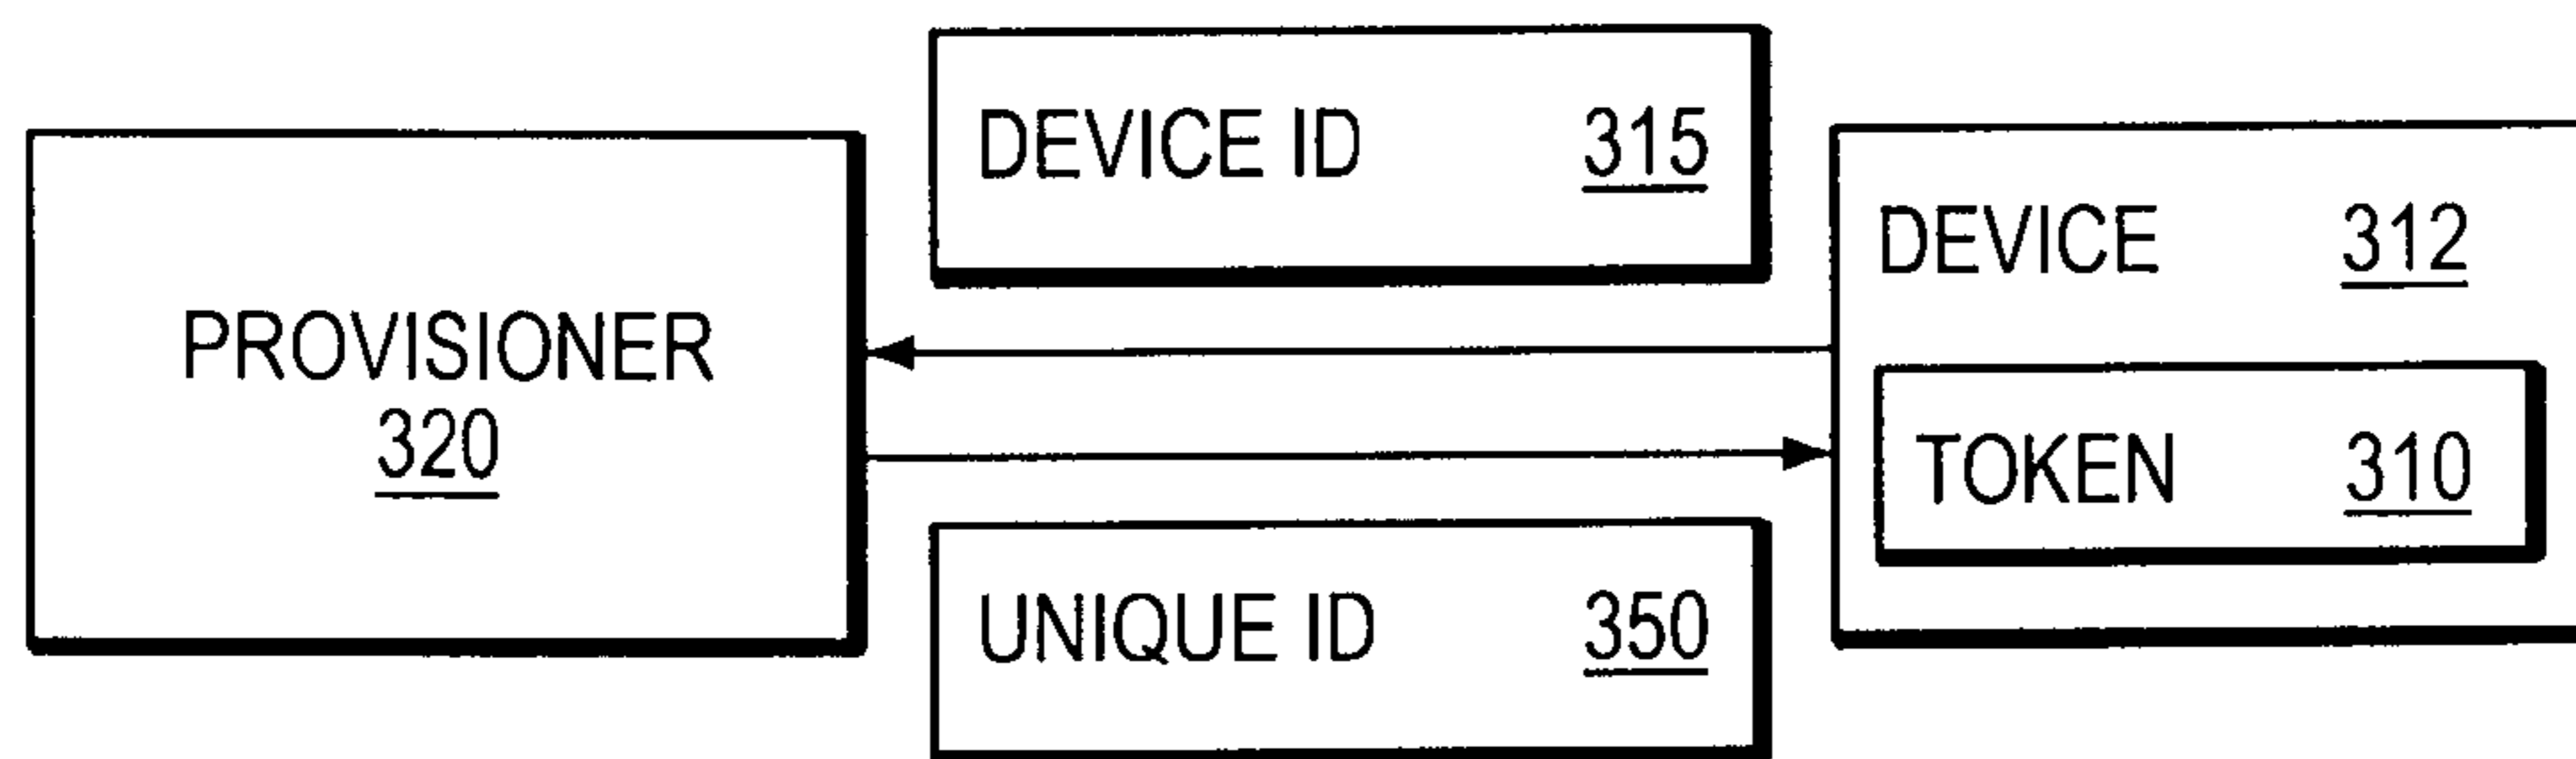 DEVICE ID 315
PROVISIONER
320
DEVICE 312
TOKEN 310
UNIQUE ID 350